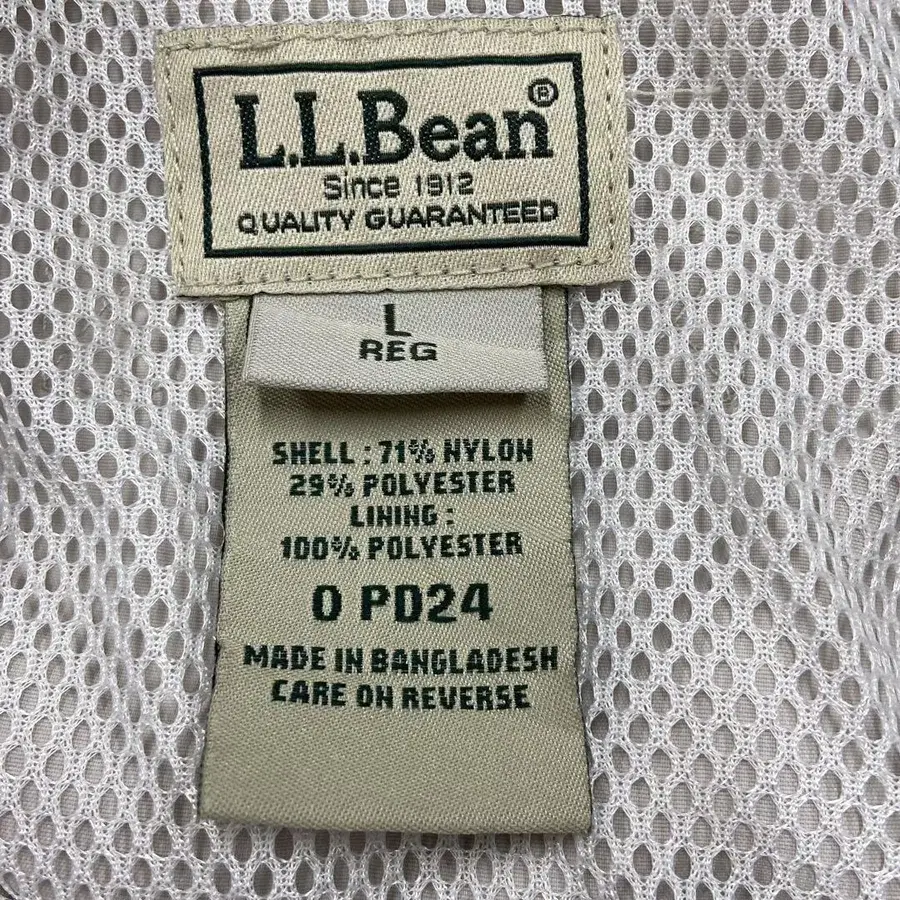 L.L.Bean®
Since 1912
QUALITY GUARANTEED
L
REG
SHELL : 71% NYLON
29% POLYESTER
LINING :
100% POLYESTER
0 PD24
MADE IN BANGLADESH
CARE ON REVERSE